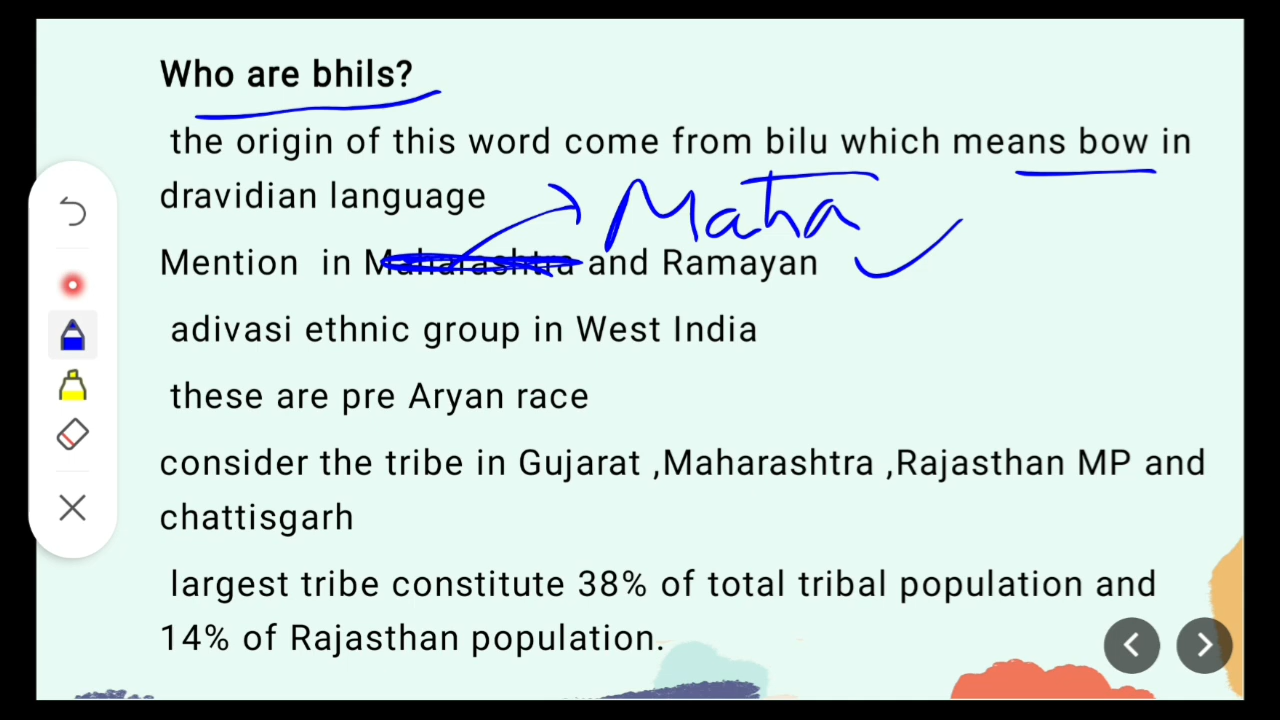 Who are bhils?
the origin of this word come from bilu which means bow in
dravidian language
Maha
Mention in Maharashtra and Ramayan
adivasi ethnic group in West India
these are pre Aryan race
consider the tribe in Gujarat ,Maharashtra ,Rajasthan MP and
chattisgarh
largest tribe constitute 38% of total tribal population and
14% of Rajasthan population.